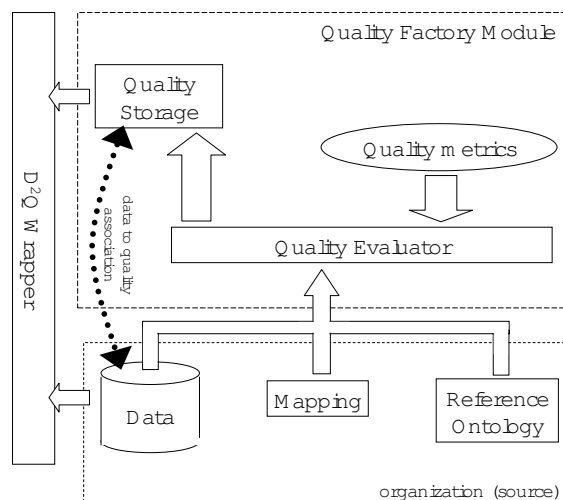 Quality Factory Module
Quality
Storage
Quality metrics
D²Q Wrapper
data to quality
association
Quality Evaluator
Data
Mapping
Reference
Ontology
organization (source)